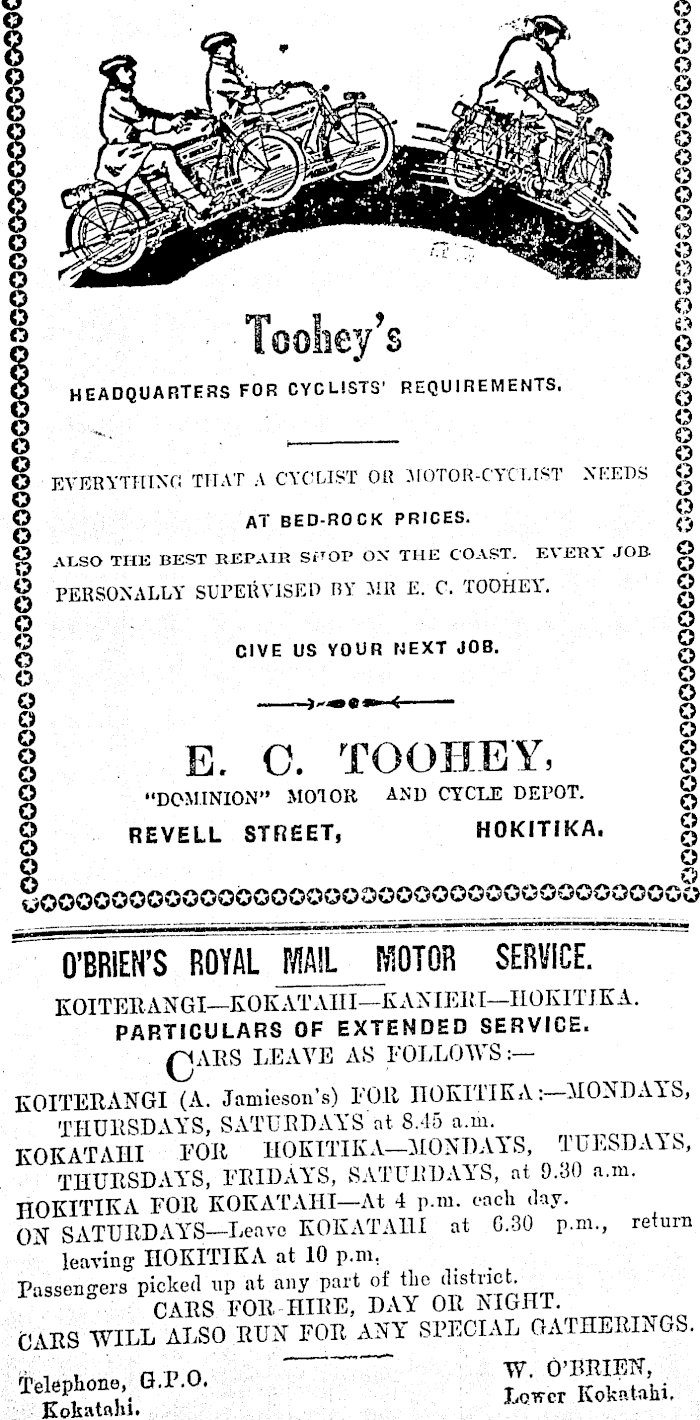 Toohey's
HEADQUARTERS FOR CYCLISTS' REQUIREMENTS.
EVERYTHING THAT A CYCLIST OR MOTOR-CYCLIST NEEDS
AT BED-ROCK PRICES.
ALSO THE BEST REPAIR SHOP ON THE COAST. EVERY JOB
PERSONALLY SUPERVISED BY MR E. C. TOOHEY.
GIVE US YOUR NEXT JOB.
E. C. TOOHEY,
"DOMINION" MOTOR AND CYCLE DEPOT.
REVELL STREET, HOKITIKA.
O'BRIEN'S ROYAL MAIL MOTOR SERVICE.
KOITERANGI—KOKATAHI—KANIERI—HOKITIKA.
PARTICULARS OF EXTENDED SERVICE.
CARS LEAVE AS FOLLOWS:—
KOITERANGI (A. Jamieson's) FOR HOKITIKA:—MONDAYS,
THURSDAYS, SATURDAYS at 8.45 a.m.
KOKATAHI FOR HOKITIKA—MONDAYS, TUESDAYS,
THURSDAYS, FRIDAYS, SATURDAYS, at 9.30 a.m.
HOKITIKA FOR KOKATAHI—At 4 p.m. each day.
ON SATURDAYS—Leave KOKATAHI at 6.30 p.m., return
leaving HOKITIKA at 10 p.m.
Passengers picked up at any part of the district.
CARS FOR HIRE, DAY OR NIGHT.
CARS WILL ALSO RUN FOR ANY SPECIAL GATHERINGS.
Telephone, G.P.O. W. O'BRIEN,
Kokatahi. Lower Kokatahi.